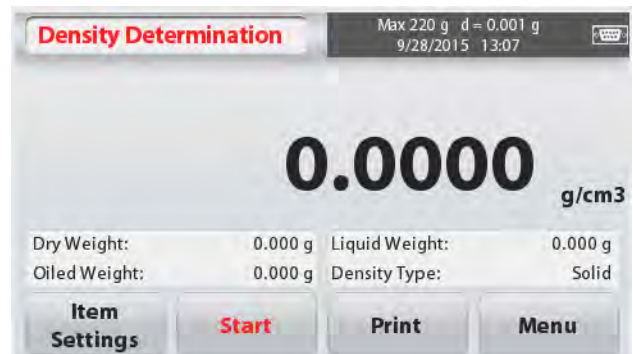 Density Determination
Max 220 g d = 0.001 g
9/28/2015 13:07
0.0000
g/cm3
Dry Weight: 0.000 g Liquid Weight: 0.000 g
Oiled Weight: 0.000 g Density Type: Solid
Item Settings Start Print Menu